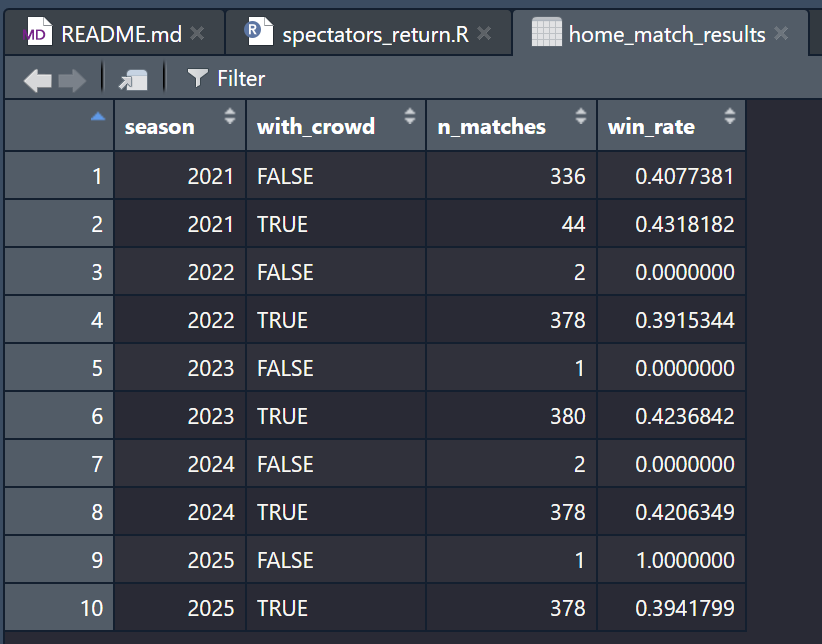 README.md spectators_return.R home_match_results
Filter
season with_crowd n_matches win_rate
1 2021 FALSE 336 0.4077381
2 2021 TRUE 44 0.4318182
3 2022 FALSE 2 0.0000000
4 2022 TRUE 378 0.3915344
5 2023 FALSE 1 0.0000000
6 2023 TRUE 380 0.4236842
7 2024 FALSE 2 0.0000000
8 2024 TRUE 378 0.4206349
9 2025 FALSE 1 1.0000000
10 2025 TRUE 378 0.3941799